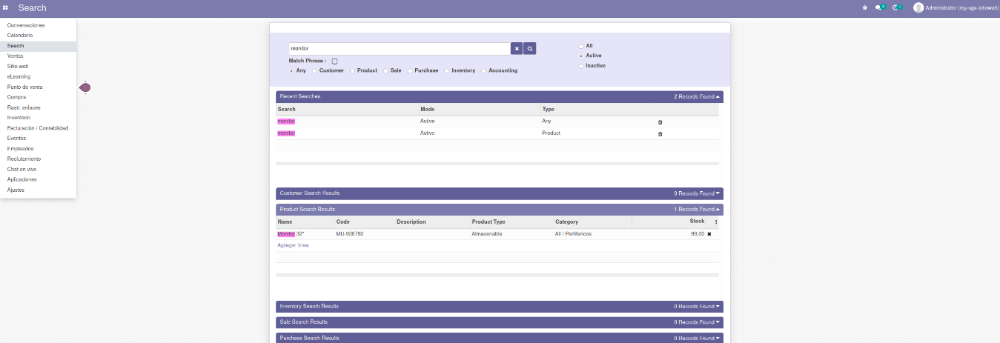 Search
8
1
Administrator (roy-sge-sitioweb)
Conversaciones
Calendario
Search
Ventas
Sitio web
eLearning
Punto de venta
Compra
Rastr. enlaces
Inventario
Facturación / Contabilidad
Eventos
Empleados
Reclutamiento
Chat en vivo
Aplicaciones
Ajustes
monitor
Match Phrase :
Any Customer Product Sale Purchase Inventory Accounting
All
Active
Inactive
Recent Searches 2 Records Found
Search Mode Type
monitor Active Any
monitor Active Product
Customer Search Results 0 Records Found
Product Search Results 1 Records Found
Name Code Description Product Type Category Stock
Monitor 32" MU-938792 Almacenable All / Perifericos 99,00
Agregar línea
Inventory Search Results 0 Records Found
Sale Search Results 0 Records Found
Purchase Search Results 0 Records Found